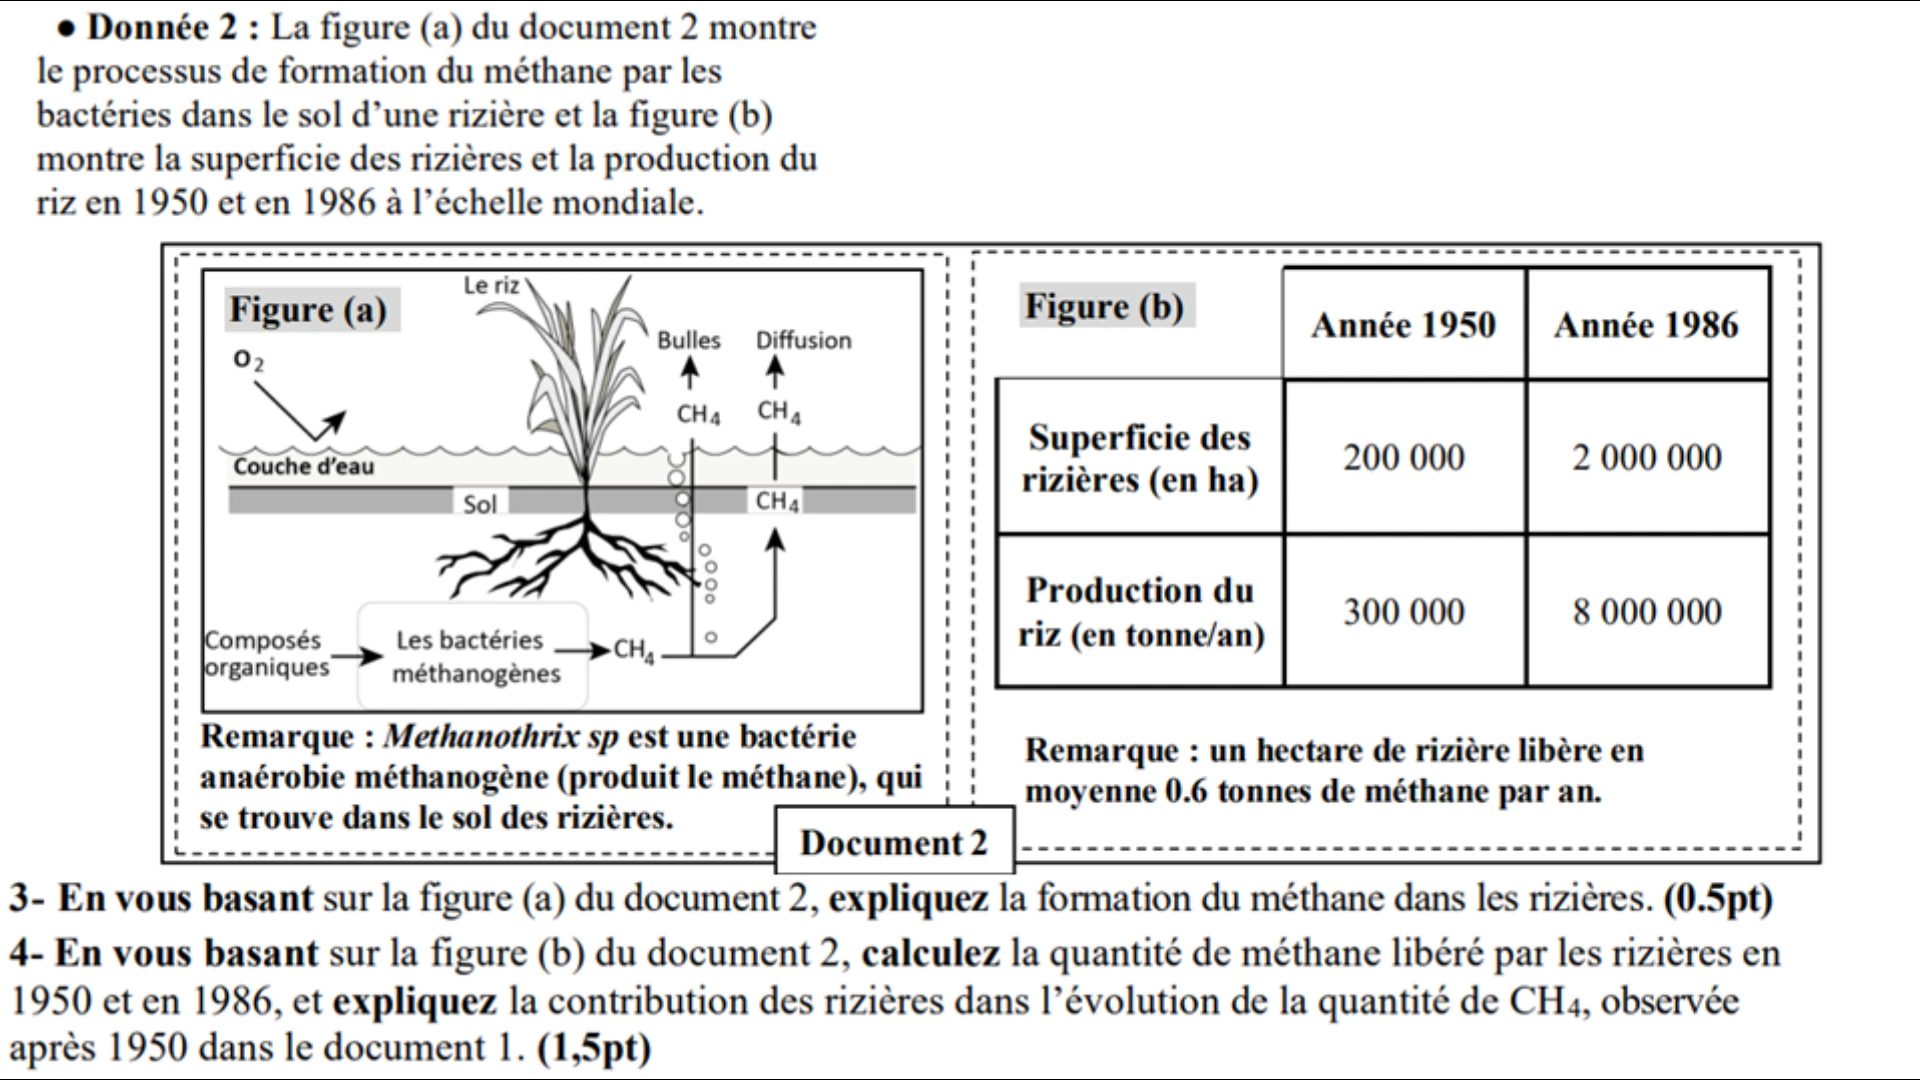 ● Donnée 2 : La figure (a) du document 2 montre
le processus de formation du méthane par les
bactéries dans le sol d’une rizière et la figure (b)
montre la superficie des rizières et la production du
riz en 1950 et en 1986 à l’échelle mondiale.
Figure (a)
Le riz
O2
Bulles
Diffusion
CH4
CH4
Couche d’eau
Sol
CH4
Composés
organiques
Les bactéries
méthanogènes
CH4
Remarque : Methanothrix sp est une bactérie
anaérobie méthanogène (produit le méthane), qui
se trouve dans le sol des rizières.
Figure (b)
Année 1950
Année 1986
Superficie des
rizières (en ha)
200 000
2 000 000
Production du
riz (en tonne/an)
300 000
8 000 000
Remarque : un hectare de rizière libère en
moyenne 0.6 tonnes de méthane par an.
Document 2
3- En vous basant sur la figure (a) du document 2, expliquez la formation du méthane dans les rizières. (0.5pt)
4- En vous basant sur la figure (b) du document 2, calculez la quantité de méthane libéré par les rizières en
1950 et en 1986, et expliquez la contribution des rizières dans l’évolution de la quantité de CH4, observée
après 1950 dans le document 1. (1,5pt)